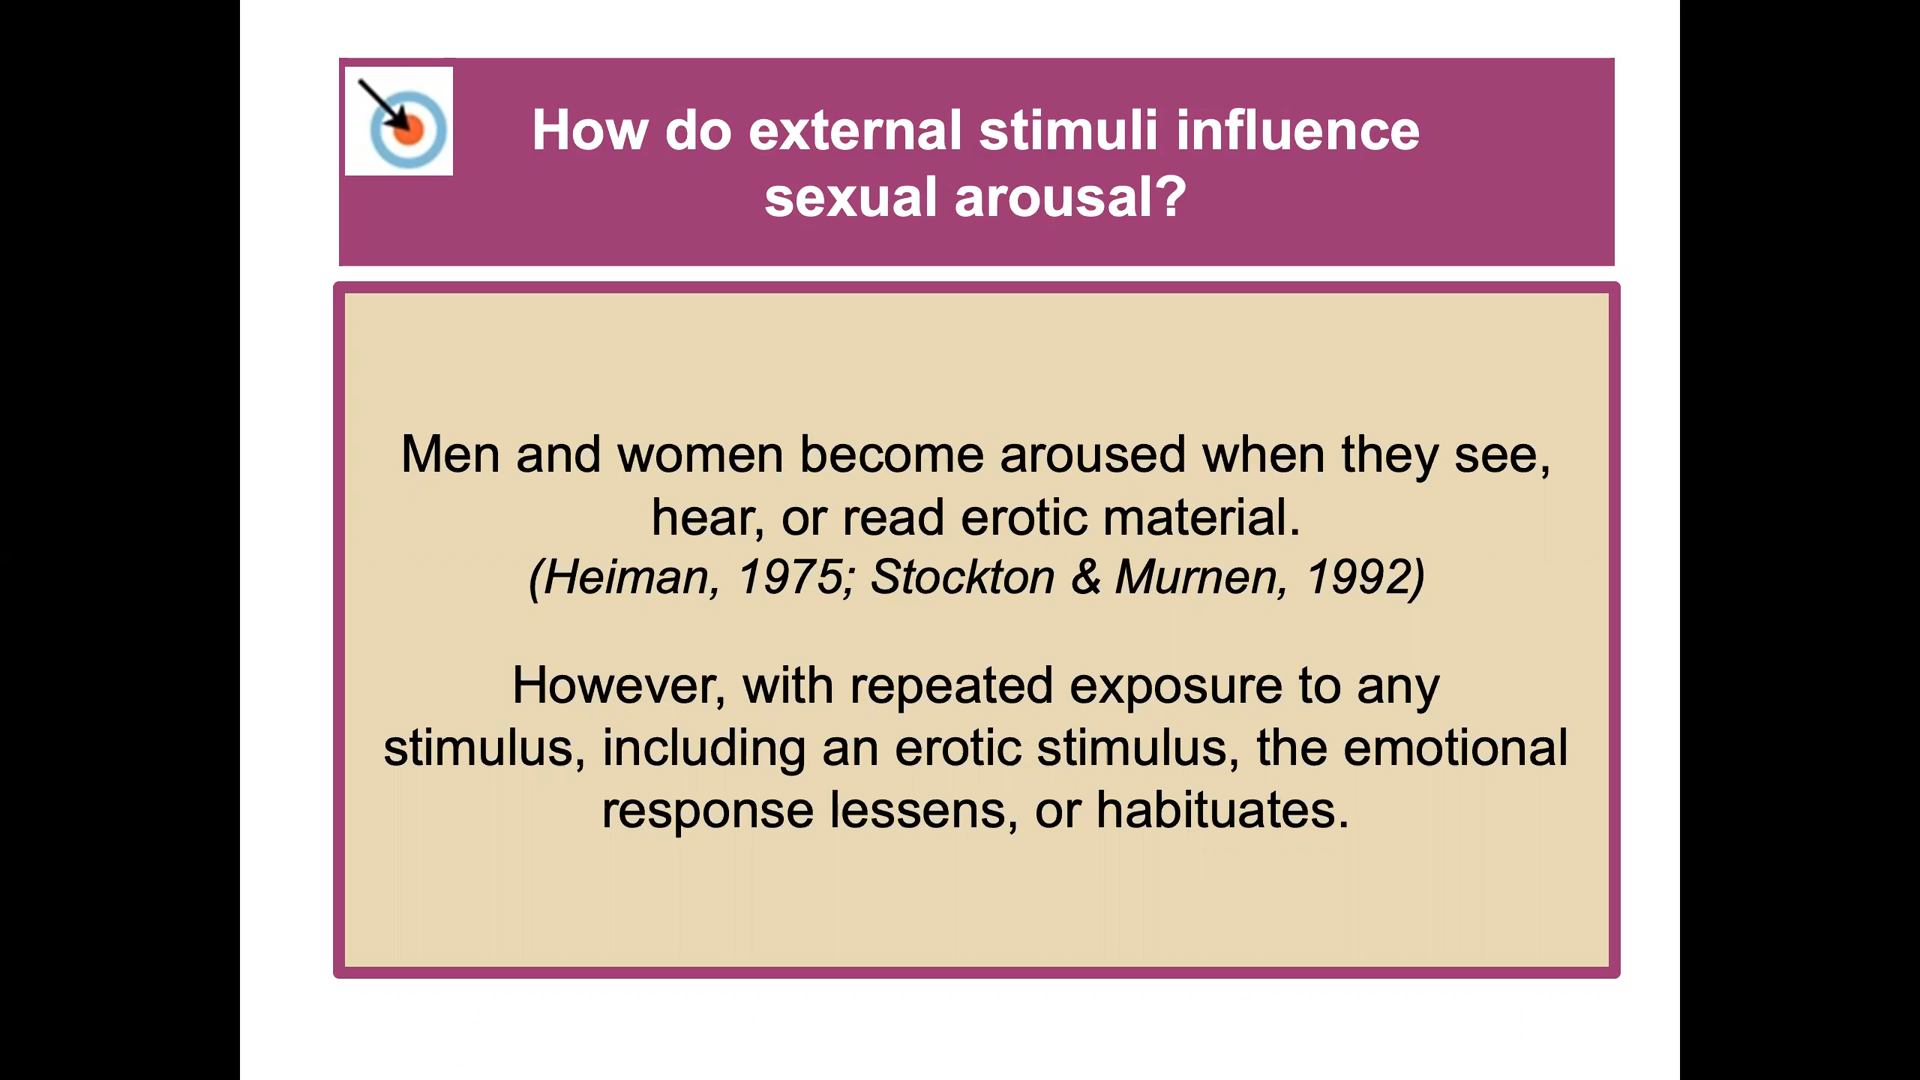 How do external stimuli influence
sexual arousal?
Men and women become aroused when they see,
hear, or read erotic material.
(Heiman, 1975; Stockton & Murnen, 1992)
However, with repeated exposure to any
stimulus, including an erotic stimulus, the emotional
response lessens, or habituates.